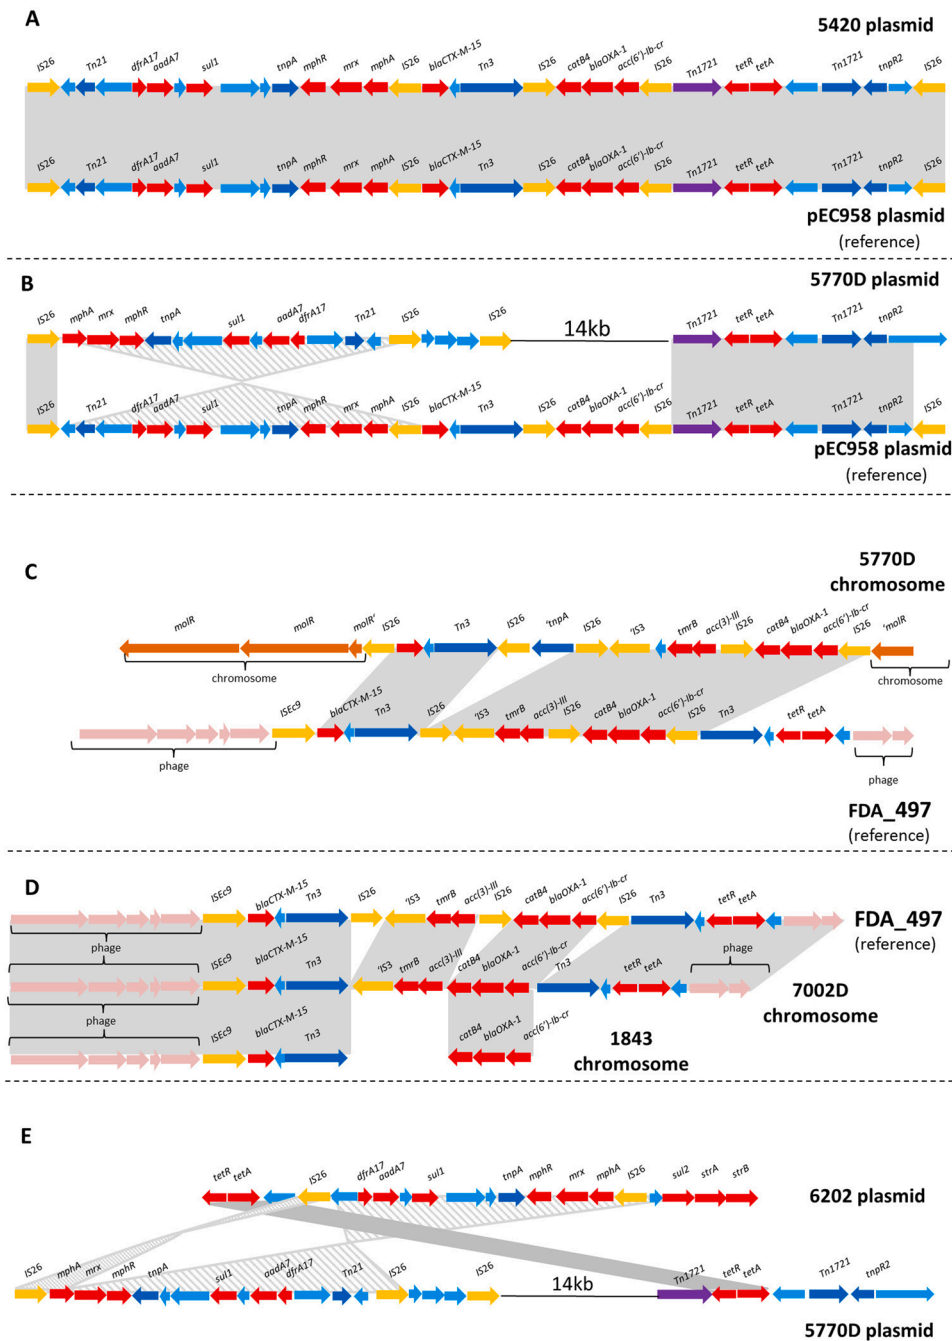 A
5420 plasmid
IS26 Tn21 dfrA17 aadA7 sul1 tnpA mphR mrx mphA IS26 blaCTX-M-15 Tn3 IS26 catB4 blaOXA-1 acc(6')-Ib-cr IS26 Tn1721 tetR tetA Tn1721 tnpR2 IS26
IS26 Tn21 dfrA17 aadA7 sul1 tnpA mphR mrx mphA IS26 blaCTX-M-15 Tn3 IS26 catB4 blaOXA-1 acc(6')-Ib-cr IS26 Tn1721 tetR tetA Tn1721 tnpR2 IS26
pEC958 plasmid
(reference)
B
5770D plasmid
IS26 mphA mrx mphR tnpA sul1 aadA7 dfrA17 Tn21 IS26 IS26 14kb Tn1721 tetR tetA Tn1721 tnpR2
IS26 Tn21 dfrA17 aadA7 sul1 tnpA mphR mrx mphA IS26 blaCTX-M-15 Tn3 IS26 catB4 blaOXA-1 acc(6')-Ib-cr IS26 Tn1721 tetR tetA Tn1721 tnpR2 IS26
pEC958 plasmid
(reference)
C
5770D
chromosome
molR molR molR' IS26 Tn3 IS26 'tnpA IS26 'IS3 tmrB acc(3)-III IS26 catB4 blaOXA-1 acc(6')-Ib-cr IS26 'molR
chromosome chromosome
ISEc9 blaCTX-M-15 Tn3 IS26 'IS3 tmrB acc(3)-III IS26 catB4 blaOXA-1 acc(6')-Ib-cr IS26 Tn3 tetR tetA
phage phage
FDA_497
(reference)
D
ISEc9 blaCTX-M-15 Tn3 IS26 'IS3 tmrB acc(3)-III IS26 catB4 blaOXA-1 acc(6')-Ib-cr IS26 Tn3 tetR tetA
FDA_497
(reference)
phage
ISEc9 blaCTX-M-15 Tn3 'IS3 tmrB acc(3)-III catB4 blaOXA-1 acc(6')-Ib-cr Tn3 tetR tetA phage
7002D
chromosome
phage
ISEc9 blaCTX-M-15 Tn3 catB4 blaOXA-1 acc(6')-Ib-cr
1843
chromosome
E
tetR tetA IS26 dfrA17 aadA7 sul1 tnpA mphR mrx mphA IS26 sul2 strA strB
6202 plasmid
IS26 mphA mrx mphR tnpA sul1 aadA7 dfrA17 Tn21 IS26 IS26 14kb Tn1721 tetR tetA Tn1721 tnpR2
5770D plasmid